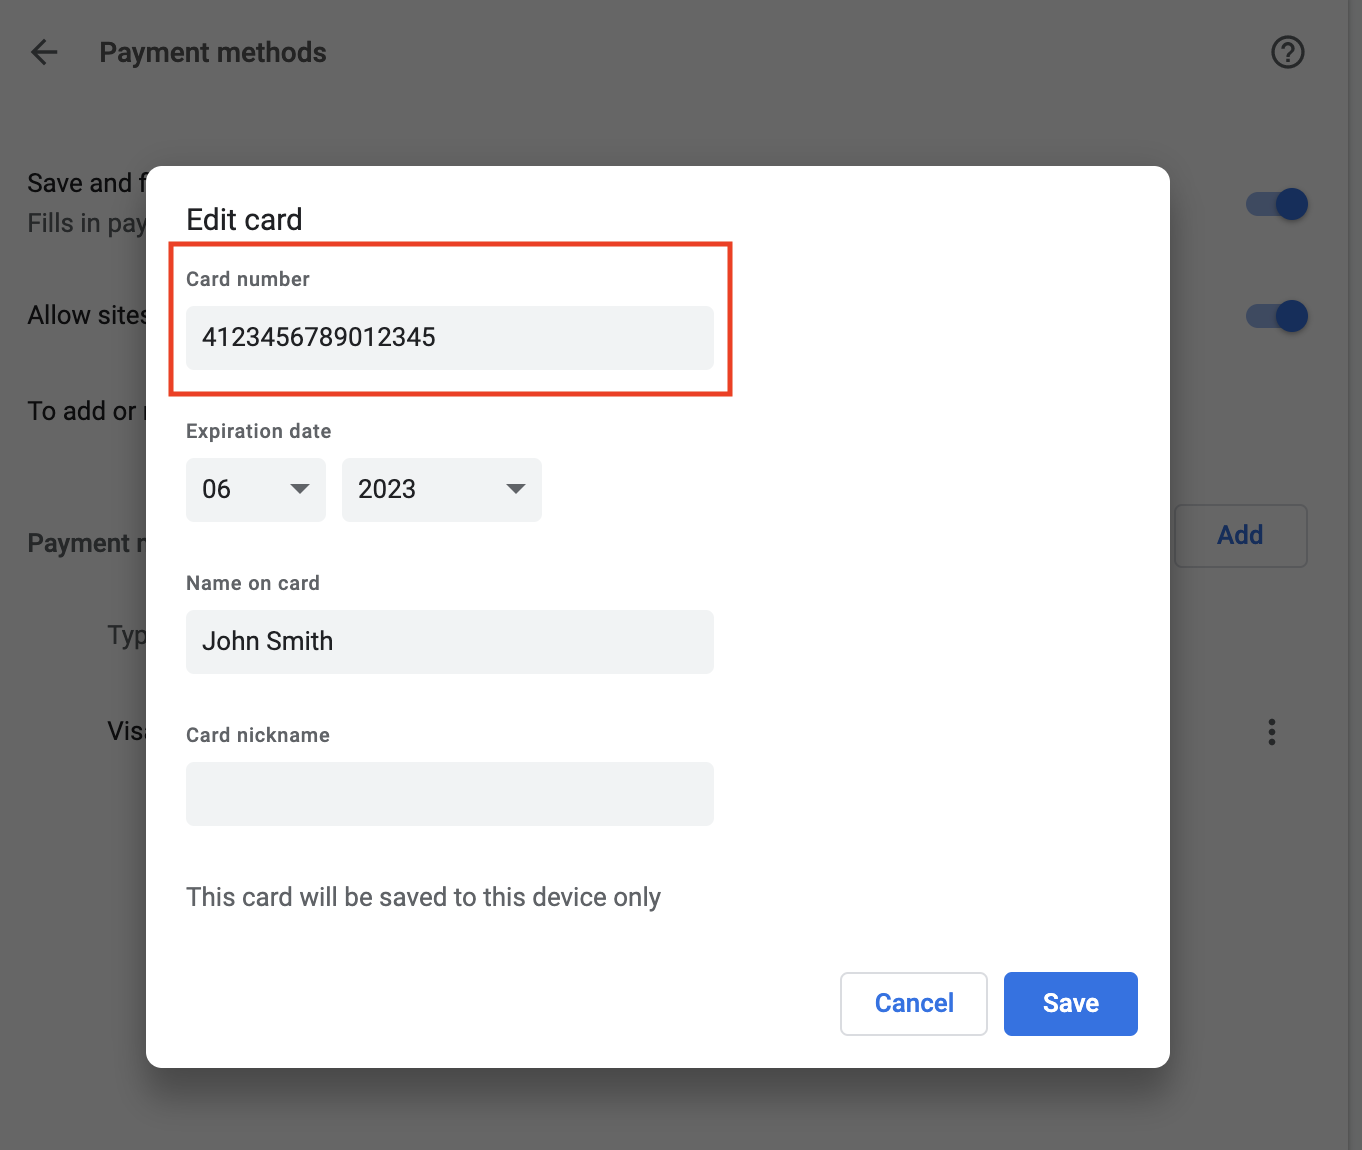 Payment methods
Save and
Fills in pay
Edit card
Card number
Allow sites
4123456789012345
To add or
Expiration date
06
2023
Payment
Add
Name on card
Typ
John Smith
Card nickname
Visa
This card will be saved to this device only
Cancel
Save